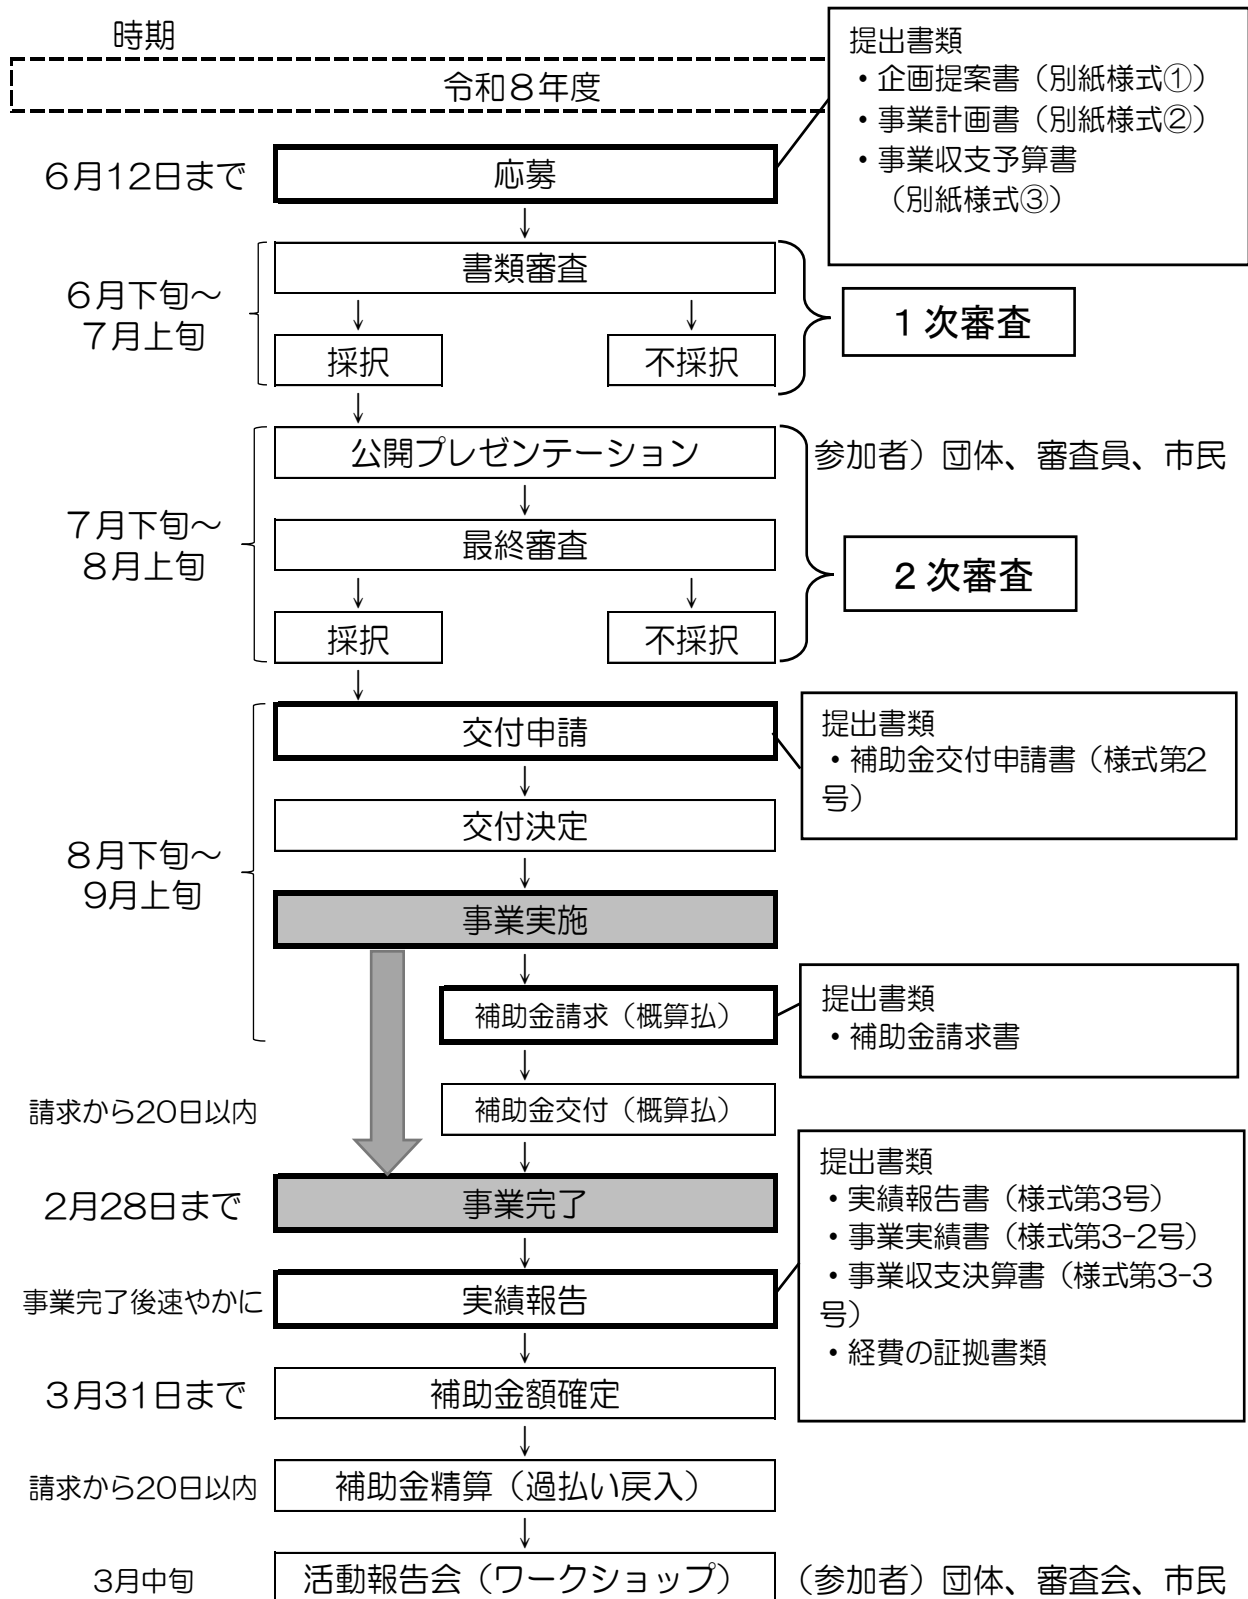 時期
令和8年度
提出書類
・企画提案書（別紙様式①）
・事業計画書（別紙様式②）
・事業収支予算書
（別紙様式③）
6月12日まで
応募
↓
書類審査
6月下旬～
7月上旬
↓ ↓
採択 不採択
1次審査
↓
公開プレゼンテーション
参加者）団体、審査員、市民
↓
7月下旬～
8月上旬
最終審査
2次審査
↓ ↓
採択 不採択
↓
交付申請
提出書類
・補助金交付申請書（様式第2
号）
↓
交付決定
8月下旬～
9月上旬
↓
事業実施
↓
補助金請求（概算払）
提出書類
・補助金請求書
↓
請求から20日以内
補助金交付（概算払）
↓
2月28日まで
事業完了
提出書類
・実績報告書（様式第3号）
・事業実績書（様式第3-2号）
・事業収支決算書（様式第3-3
号）
・経費の証拠書類
↓
事業完了後速やかに
実績報告
↓
3月31日まで
補助金額確定
↓
請求から20日以内
補助金精算（過払い戻入）
↓
3月中旬
活動報告会（ワークショップ）
（参加者）団体、審査会、市民